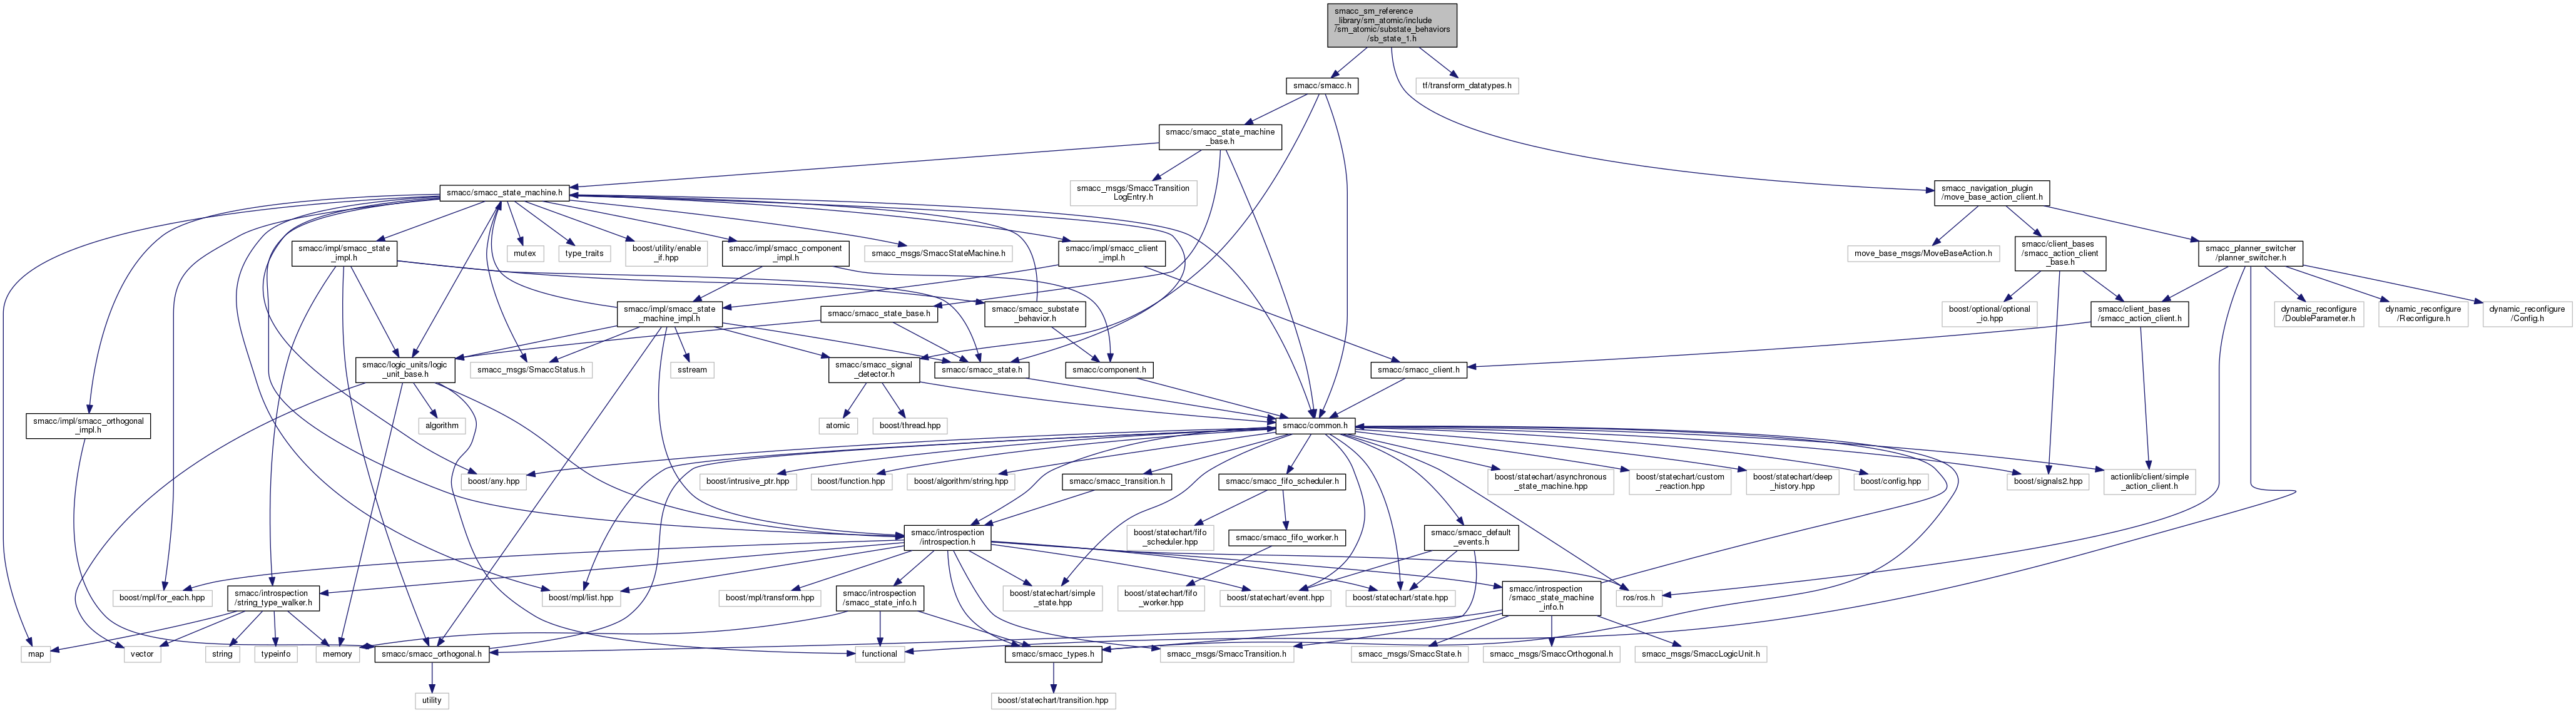 smacc_sm_reference
_library/sm_atomic/include
/sm_atomic/substate_behaviors
/sb_state_1.h
smacc/smacc.h
tf/transform_datatypes.h
smacc/smacc_state_machine
_base.h
smacc_msgs/SmaccTransition
LogEntry.h
smacc/smacc_state_machine.h
smacc_navigation_plugin
/move_base_action_client.h
smacc/impl/smacc_state
_impl.h
mutex
type_traits
boost/utility/enable
_if.hpp
smacc/impl/smacc_component
_impl.h
smacc_msgs/SmaccStateMachine.h
smacc/impl/smacc_client
_impl.h
move_base_msgs/MoveBaseAction.h
smacc/client_bases
/smacc_action_client
_base.h
smacc_planner_switcher
/planner_switcher.h
smacc/impl/smacc_state
_machine_impl.h
smacc/smacc_state_base.h
smacc/smacc_substate
_behavior.h
boost/optional/optional
_io.hpp
smacc/client_bases
/smacc_action_client.h
dynamic_reconfigure
/DoubleParameter.h
dynamic_reconfigure
/Reconfigure.h
dynamic_reconfigure
/Config.h
smacc/logic_units/logic
_unit_base.h
smacc_msgs/SmaccStatus.h
sstream
smacc/smacc_signal
_detector.h
smacc/smacc_state.h
smacc/component.h
smacc/smacc_client.h
smacc/impl/smacc_orthogonal
_impl.h
algorithm
atomic
boost/thread.hpp
smacc/common.h
boost/any.hpp
boost/intrusive_ptr.hpp
boost/function.hpp
boost/algorithm/string.hpp
smacc/smacc_transition.h
smacc/smacc_fifo_scheduler.h
boost/statechart/asynchronous
_state_machine.hpp
boost/statechart/custom
_reaction.hpp
boost/statechart/deep
_history.hpp
boost/config.hpp
boost/signals2.hpp
actionlib/client/simple
_action_client.h
smacc/introspection
/introspection.h
boost/statechart/fifo
_scheduler.hpp
smacc/smacc_fifo_worker.h
smacc/smacc_default
_events.h
boost/mpl/for_each.hpp
smacc/introspection
/string_type_walker.h
boost/mpl/list.hpp
boost/mpl/transform.hpp
smacc/introspection
/smacc_state_info.h
boost/statechart/simple
_state.hpp
boost/statechart/fifo
_worker.hpp
boost/statechart/event.hpp
boost/statechart/state.hpp
smacc/introspection
/smacc_state_machine
_info.h
ros/ros.h
map
vector
string
typeinfo
memory
smacc/smacc_orthogonal.h
functional
smacc/smacc_types.h
smacc_msgs/SmaccTransition.h
smacc_msgs/SmaccState.h
smacc_msgs/SmaccOrthogonal.h
smacc_msgs/SmaccLogicUnit.h
utility
boost/statechart/transition.hpp